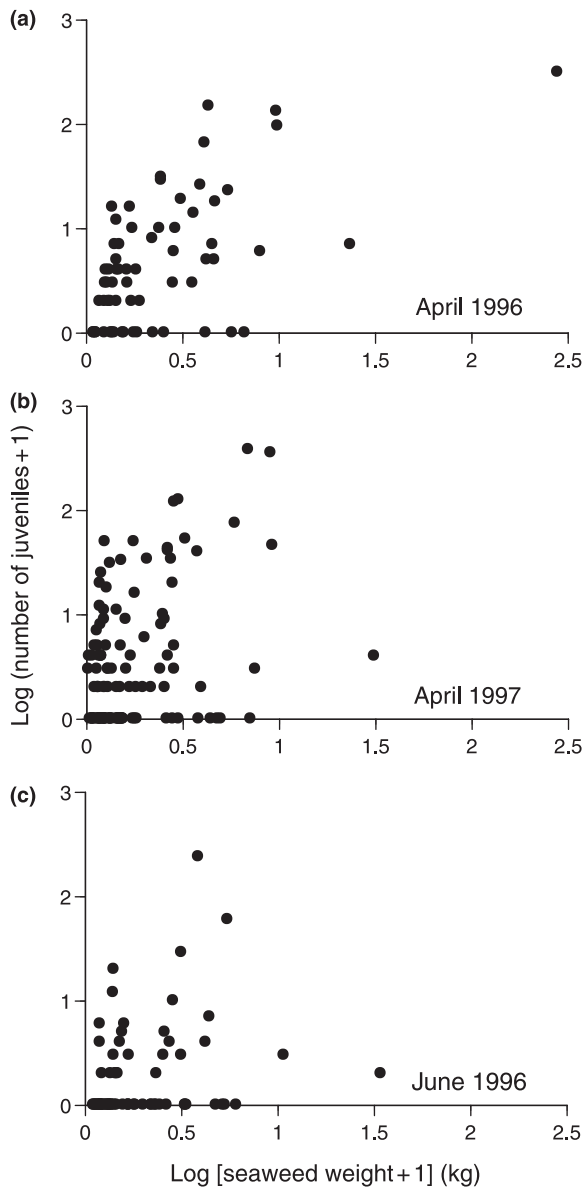 (a)
3
2
1
0
April 1996
0 0.5 1 1.5 2 2.5
(b)
3
2
1
0
April 1997
0 0.5 1 1.5 2 2.5
Log (number of juveniles+1)
(c)
3
2
1
0
June 1996
0 0.5 1 1.5 2 2.5
Log [seaweed weight+1] (kg)